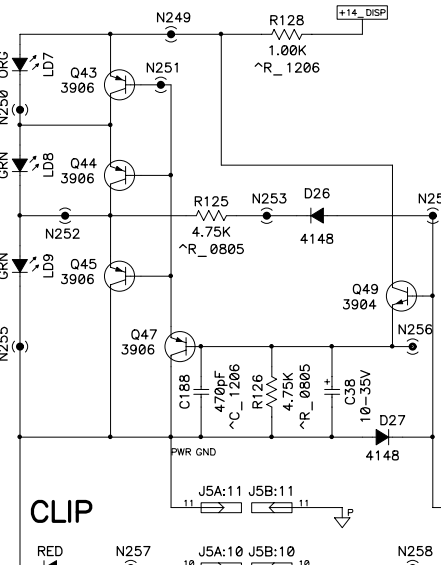 +14_DISP
N249
R128
1.00K
^R_1206
ORG
LD7
Q43
3906
N251
N250
GRN
LD8
Q44
3906
R125
4.75K
^R_0805
N253
D26
4148
N252
GRN
LD9
Q45
3906
Q49
3904
N256
N255
Q47
3906
C188
470pF
^C_1206
R126
4.75K
^R_0805
+
C38
10-35V
D27
4148
PWR GND
CLIP
J5A:11 J5B:11
11
11
P
RED
N257
J5A:10 J5B:10
10
10
N258